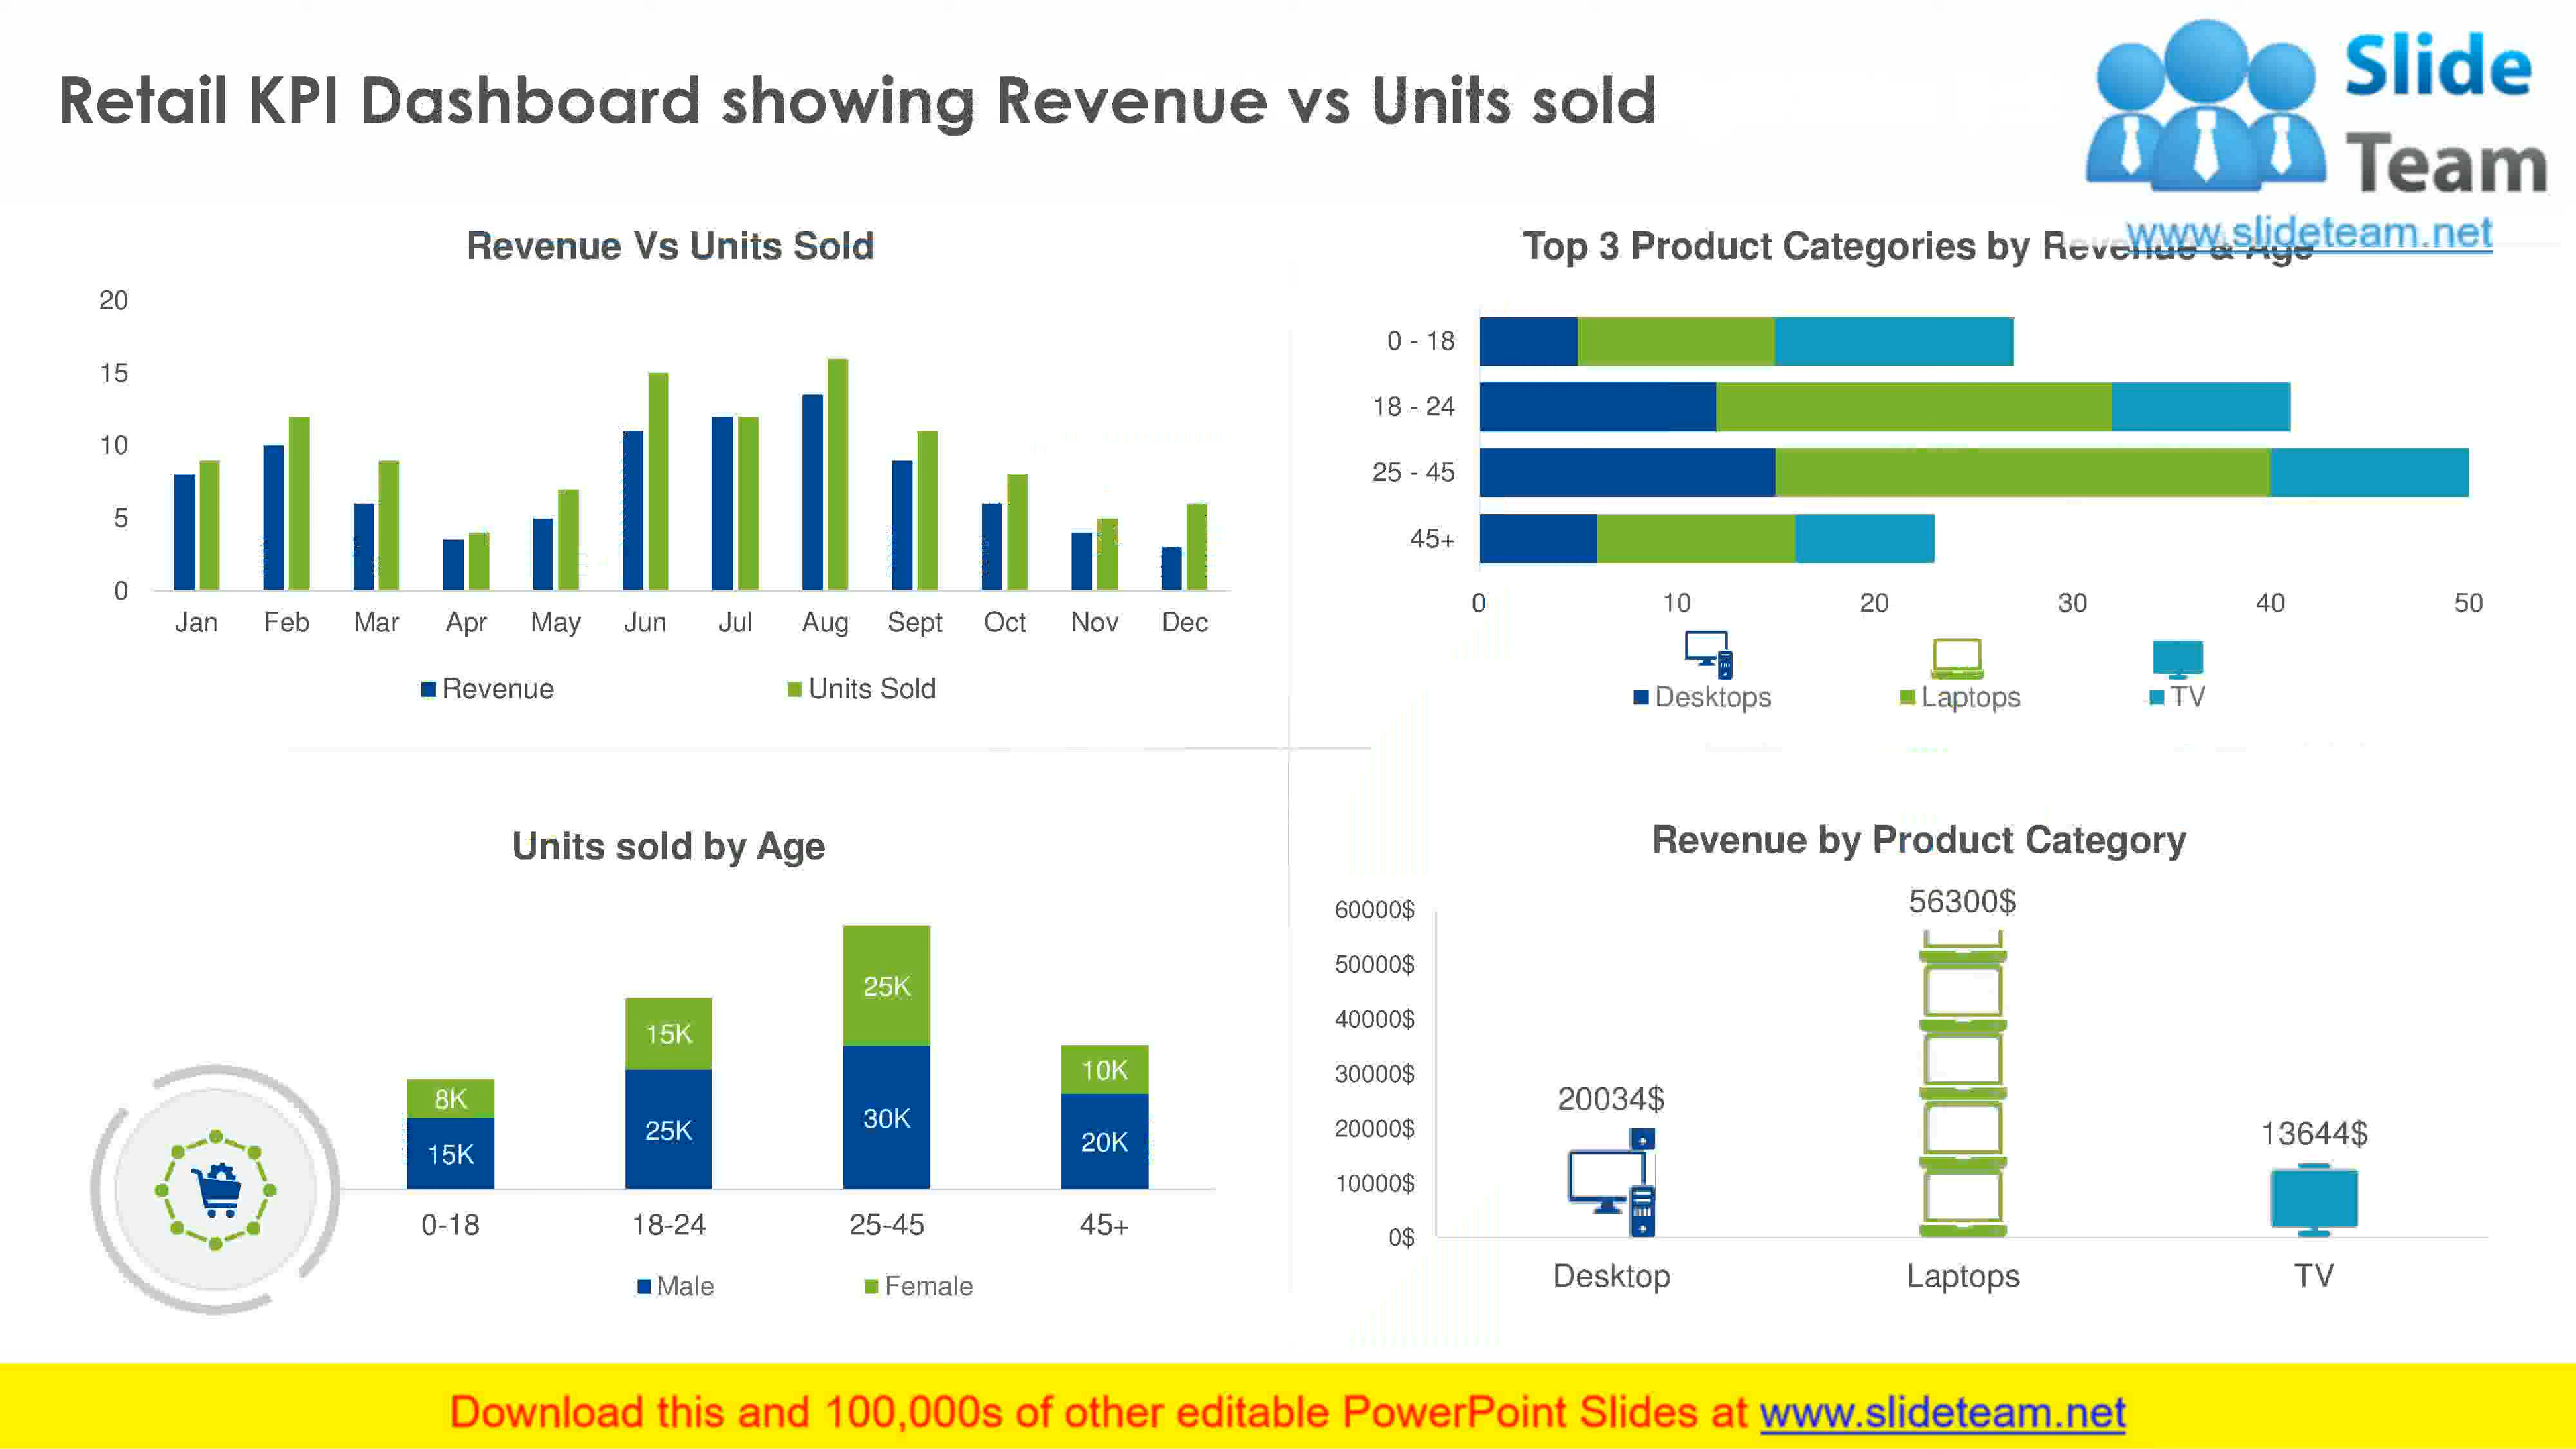 Retail KPI Dashboard showing Revenue vs Units sold
Slide
Team
www.slideteam.net
Revenue Vs Units Sold
20
15
10
5
0
Jan Feb Mar Apr May Jun Jul Aug Sept Oct Nov Dec
Revenue Units Sold
Top 3 Product Categories by Revenue & Age
0 - 18
18 - 24
25 - 45
45+
0 10 20 30 40 50
Desktops Laptops TV
Units sold by Age
8K
15K
15K
25K
25K
30K
10K
20K
0-18 18-24 25-45 45+
Male Female
Revenue by Product Category
60000$
50000$
40000$
30000$
20000$
10000$
0$
20034$
56300$
13644$
Desktop Laptops TV
Download this and 100,000s of other editable PowerPoint Slides at www.slideteam.net